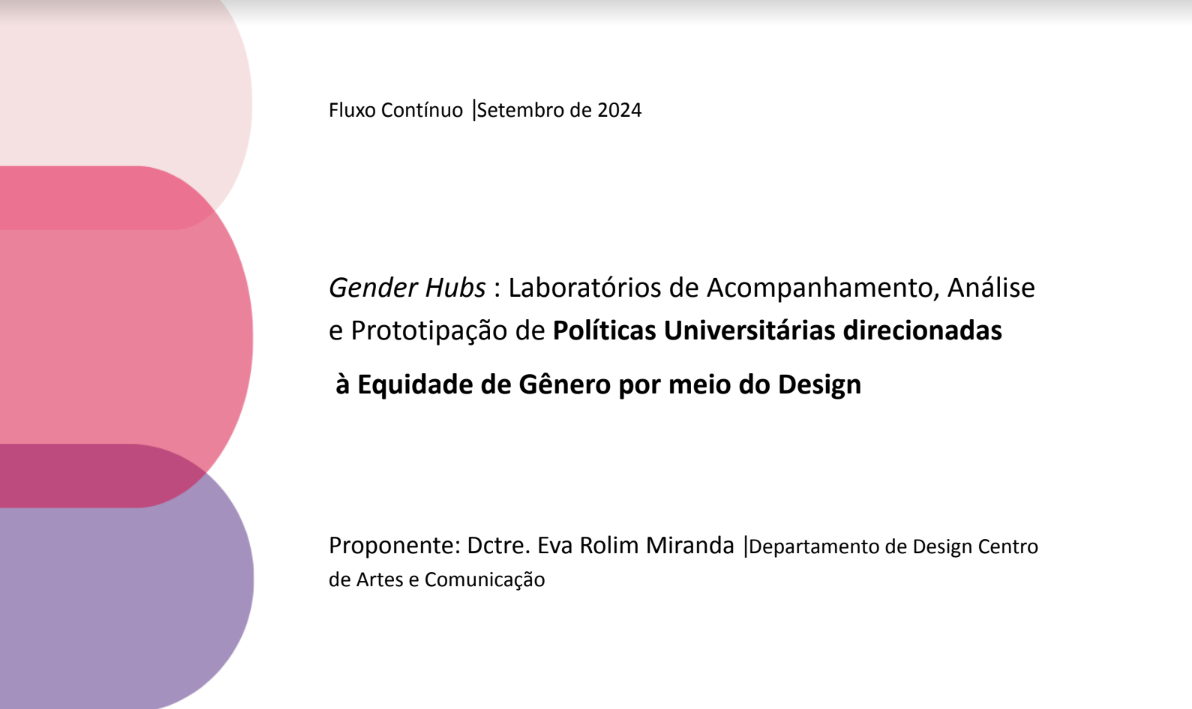 Fluxo Contínuo |Setembro de 2024
Gender Hubs : Laboratórios de Acompanhamento, Análise
e Prototipação de Políticas Universitárias direcionadas
à Equidade de Gênero por meio do Design
Proponente: Dctre. Eva Rolim Miranda |Departamento de Design Centro
de Artes e Comunicação